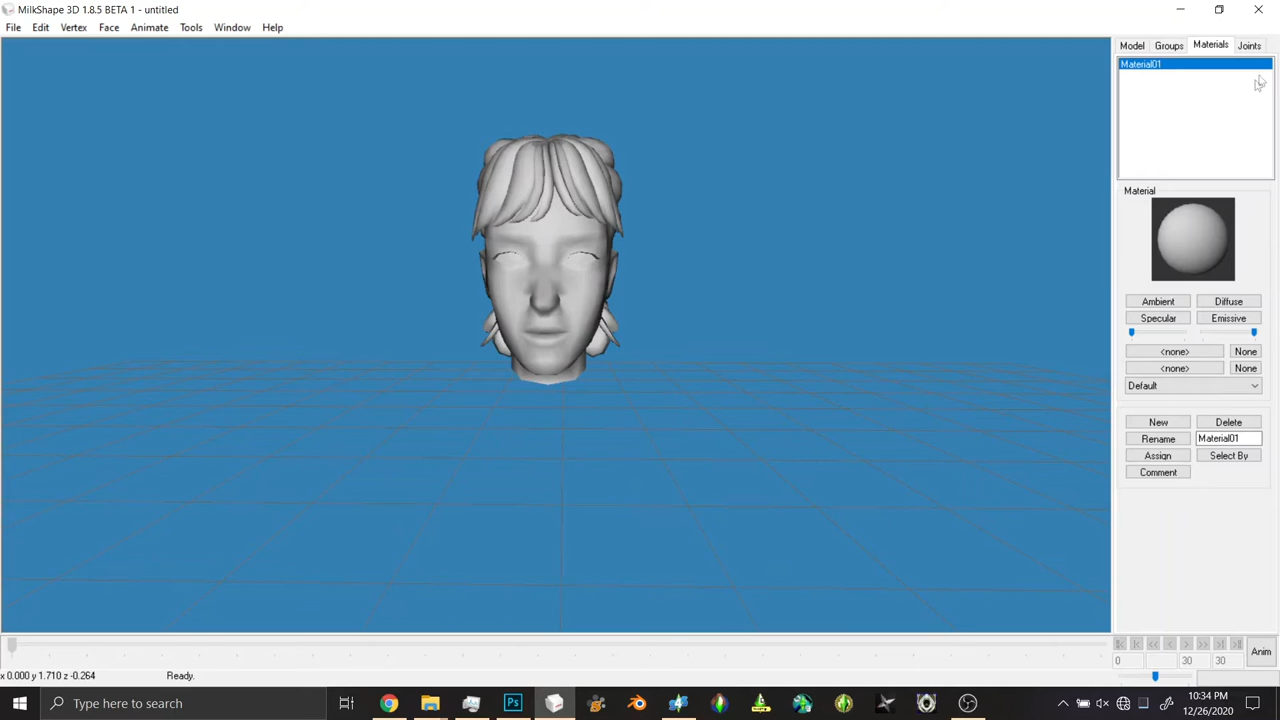 MilkShape 3D 1.8.5 BETA 1 - untitled
File Edit Vertex Face Animate Tools Window Help
Model Groups Materials Joints
Material01
Material
Ambient Diffuse
Specular Emissive
<none> None
<none> None
Default
New Delete
Rename Material01
Assign Select By
Comment
0 30 30 Anim
x 0.000 y 1.710 z -0.264 Ready.
Type here to search
Ps
10:34 PM
12/26/2020